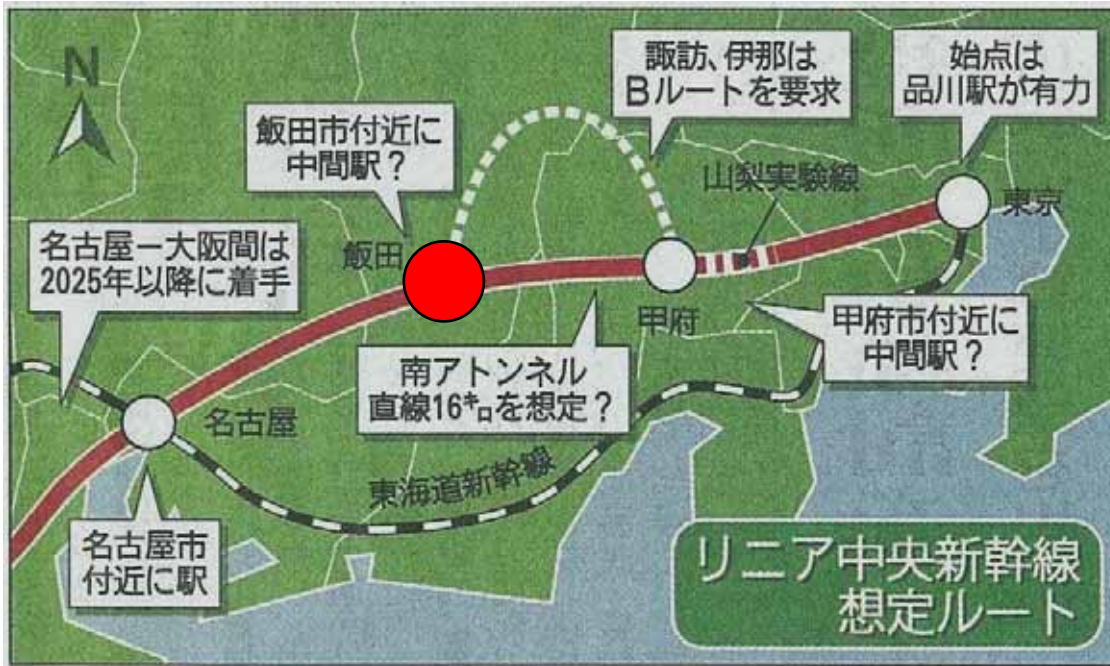 N
諏訪、伊那は
Bルートを要求
始点は
品川駅が有力
飯田市付近に
中間駅？
山梨実験線
東京
名古屋－大阪間は
2025年以降に着手
飯田
甲府
甲府市付近に
中間駅？
南アトンネル
直線16㌔を想定？
名古屋
東海道新幹線
名古屋市
付近に駅
リニア中央新幹線
想定ルート